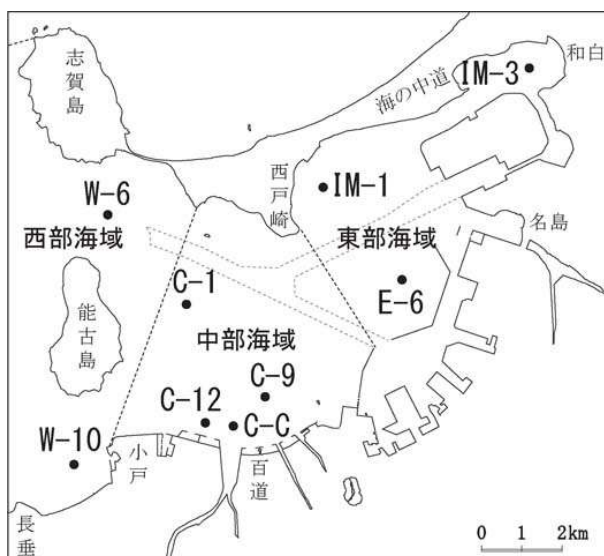 志賀島
和白
IM-3
海の中道
西戸崎
IM-1
W-6
西部海域
東部海域
名島
C-1
E-6
能古島
中部海域
C-9
C-12
C-C
W-10
小戸
百道
長垂
0 1 2km